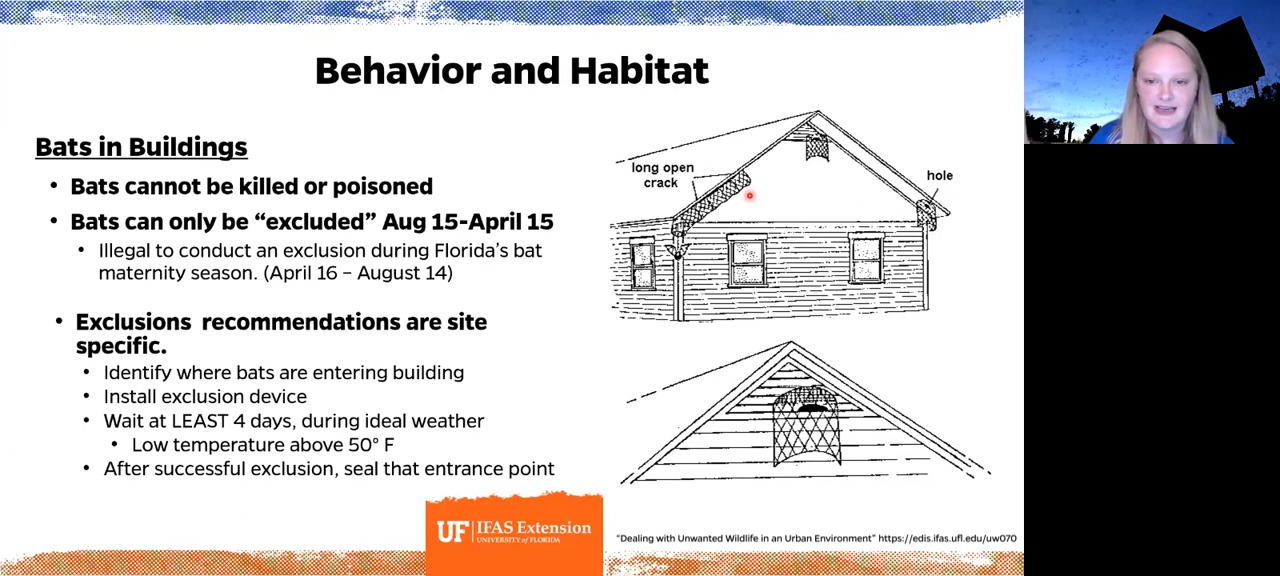 Behavior and Habitat
Bats in Buildings
• Bats cannot be killed or poisoned
• Bats can only be “excluded” Aug 15-April 15
• Illegal to conduct an exclusion during Florida’s bat
maternity season. (April 16 – August 14)
• Exclusions recommendations are site
specific.
• Identify where bats are entering building
• Install exclusion device
• Wait at LEAST 4 days, during ideal weather
• Low temperature above 50° F
• After successful exclusion, seal that entrance point
long open
crack
hole
UF | IFAS Extension
UNIVERSITY of FLORIDA
“Dealing with Unwanted Wildlife in an Urban Environment” https://edis.ifas.ufl.edu/uw070